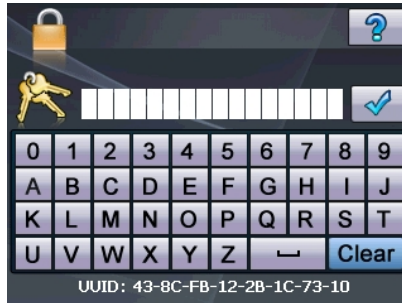 ?
0 1 2 3 4 5 6 7 8 9
A B C D E F G H I J
K L M N O P Q R S T
U V W X Y Z Clear
UUID: 43-8C-FB-12-2B-1C-73-10